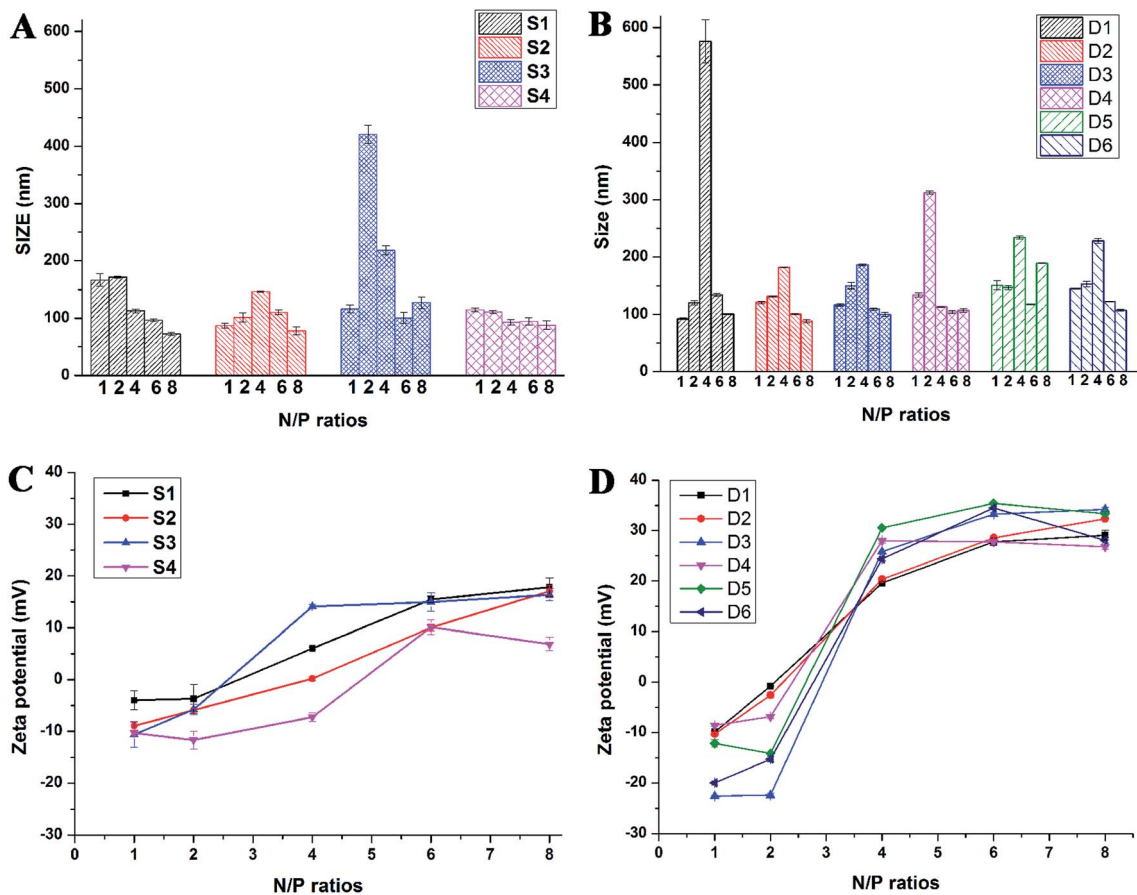 A
S1
S2
S3
S4
SIZE (nm)
600
500
400
300
200
100
0
1 2 4 6 8 1 2 4 6 8 1 2 4 6 8 1 2 4 6 8
N/P ratios
B
D1
D2
D3
D4
D5
D6
Size (nm)
600
500
400
300
200
100
0
1 2 4 6 8 1 2 4 6 8 1 2 4 6 8 1 2 4 6 8 1 2 4 6 8 1 2 4 6 8
N/P ratios
C
S1
S2
S3
S4
Zeta potential (mV)
40
30
20
10
0
-10
-20
-30
0 1 2 3 4 5 6 7 8
N/P ratios
D
D1
D2
D3
D4
D5
D6
Zeta potential (mV)
40
30
20
10
0
-10
-20
-30
0 1 2 3 4 5 6 7 8
N/P ratios